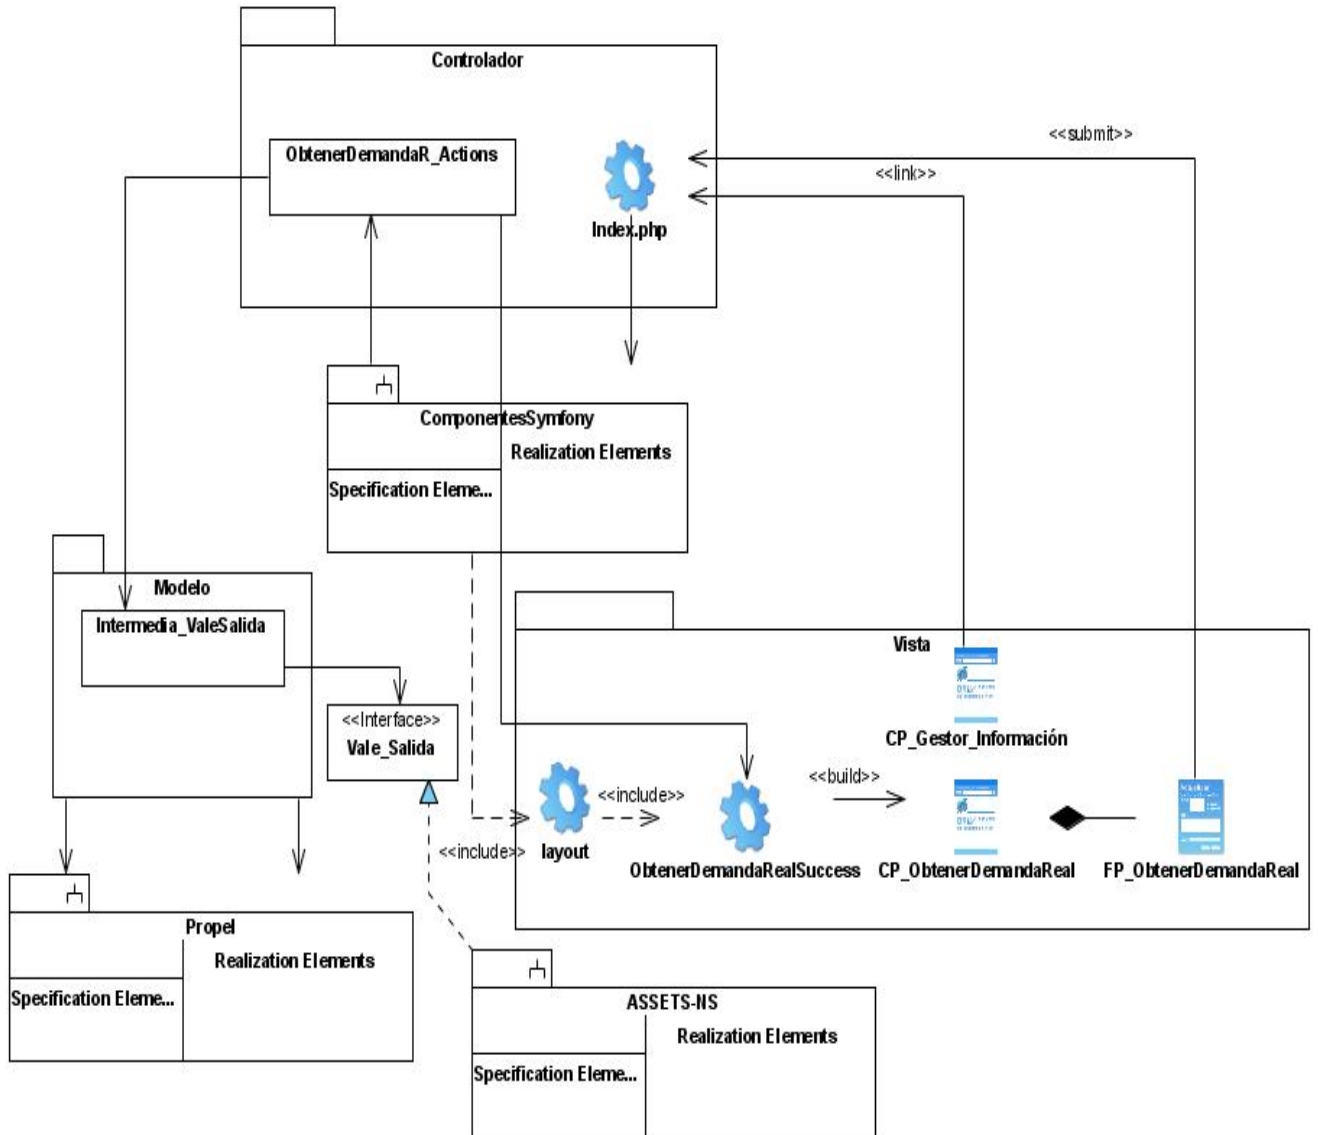 Controlador
<<submit>>
ObtenerDemandaR_Actions
<<link>>
Index.php
ComponentesSymfony
Realization Elements
Specification Eleme...
Modelo
Intermedia_ValeSalida
Vista
<<Interface>>
Vale_Salida
CP_Gestor_Información
<<build>>
<<include>>
<<include>>
layout
ObtenerDemandaRealSuccess
CP_ObtenerDemandaReal
FP_ObtenerDemandaReal
Propel
Realization Elements
Specification Eleme...
ASSETS-NS
Realization Elements
Specification Eleme...